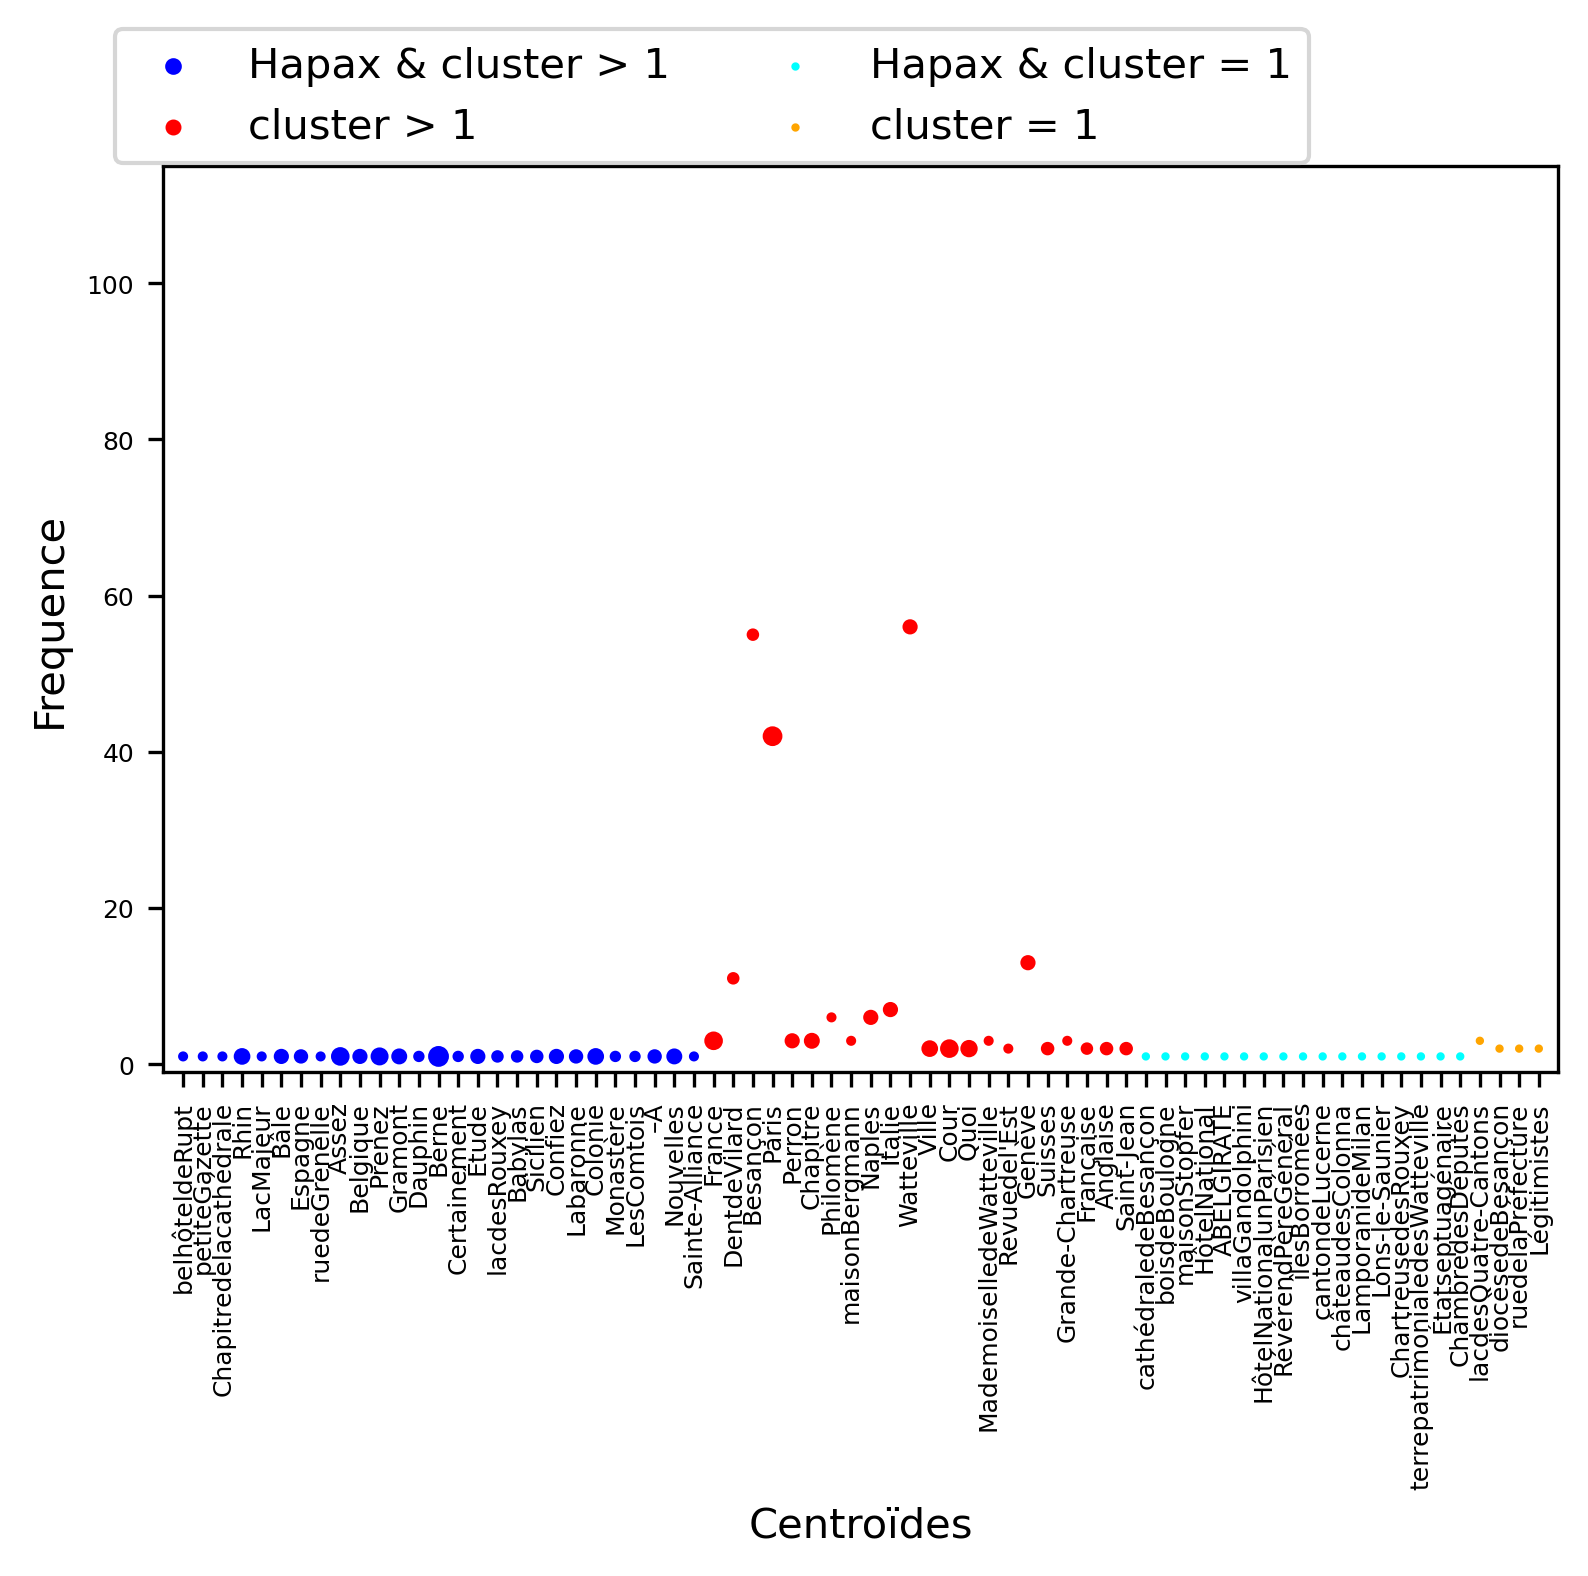 Hapax & cluster > 1
cluster > 1
Hapax & cluster = 1
cluster = 1
Frequence
100
80
60
40
20
0
belhôteldeRupt
petiteGazette
Chapitredelacathédrale
Rhin
LacMajeur
Bâle
Espagne
ruedeGrenelle
Assez
Belgique
Prenez
Gramont
Dauphin
Berne
Certainement
Etude
lacdesRouxey
Babylas
Sicilien
Confiez
Labaronne
Colonie
Monastère
LesComtois
–A
Nouvelles
Sainte-Alliance
France
DentdeVilard
Besançon
Paris
Perron
Chapitre
Philomène
maisonBergmann
Naples
Italie
Watteville
Ville
Cour
Quoi
MademoiselledeWatteville
Revuedel'Est
Genève
Suisses
Grande-Chartreuse
Française
Anglaise
Saint-Jean
cathédraledeBesançon
boisdeBoulogne
maisonStopfer
HôtelNational
ABELGIRATE
villaGandolphini
HôtelNationalunParisien
RévérendPèreGénéral
îlesBorromées
cantondeLucerne
châteaudesColonna
LamporanideMilan
Lons-le-Saunier
ChartreusedesRouxey
terrepatrimonialedesWatteville
Étatseptuagénaire
ChambredesDéputés
lacdesQuatre-Cantons
diocèsedeBesançon
ruedelaPréfecture
Légitimistes
Centroïdes